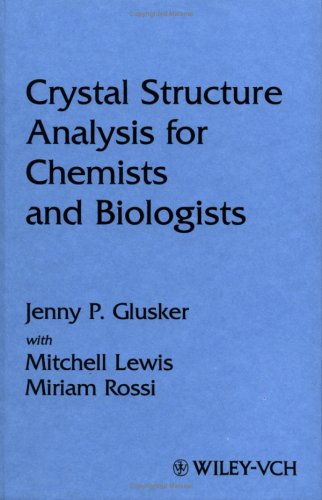 Crystal Structure
Analysis for
Chemists
and Biologists
Jenny P. Glusker
with
Mitchell Lewis
Miriam Rossi
WILEY-VCH